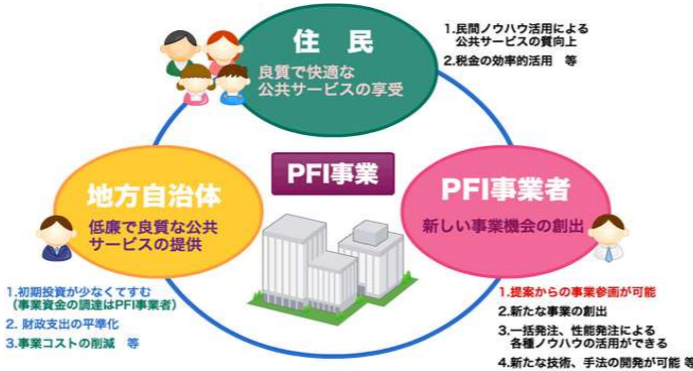 住 民
良質で快適な
公共サービスの享受
1.民間ノウハウ活用による
公共サービスの質向上
2.税金の効率的活用 等
PFI事業
地方自治体
低廉で良質な公共
サービスの提供
PFI事業者
新しい事業機会の創出
1.初期投資が少なくてすむ
（事業資金の調達はPFI事業者）
2. 財政支出の平準化
3.事業コストの削減 等
1.提案からの事業参画が可能
2.新たな事業の創出
3.一括発注、性能発注による
各種ノウハウの活用ができる
4.新たな技術、手法の開発が可能 等